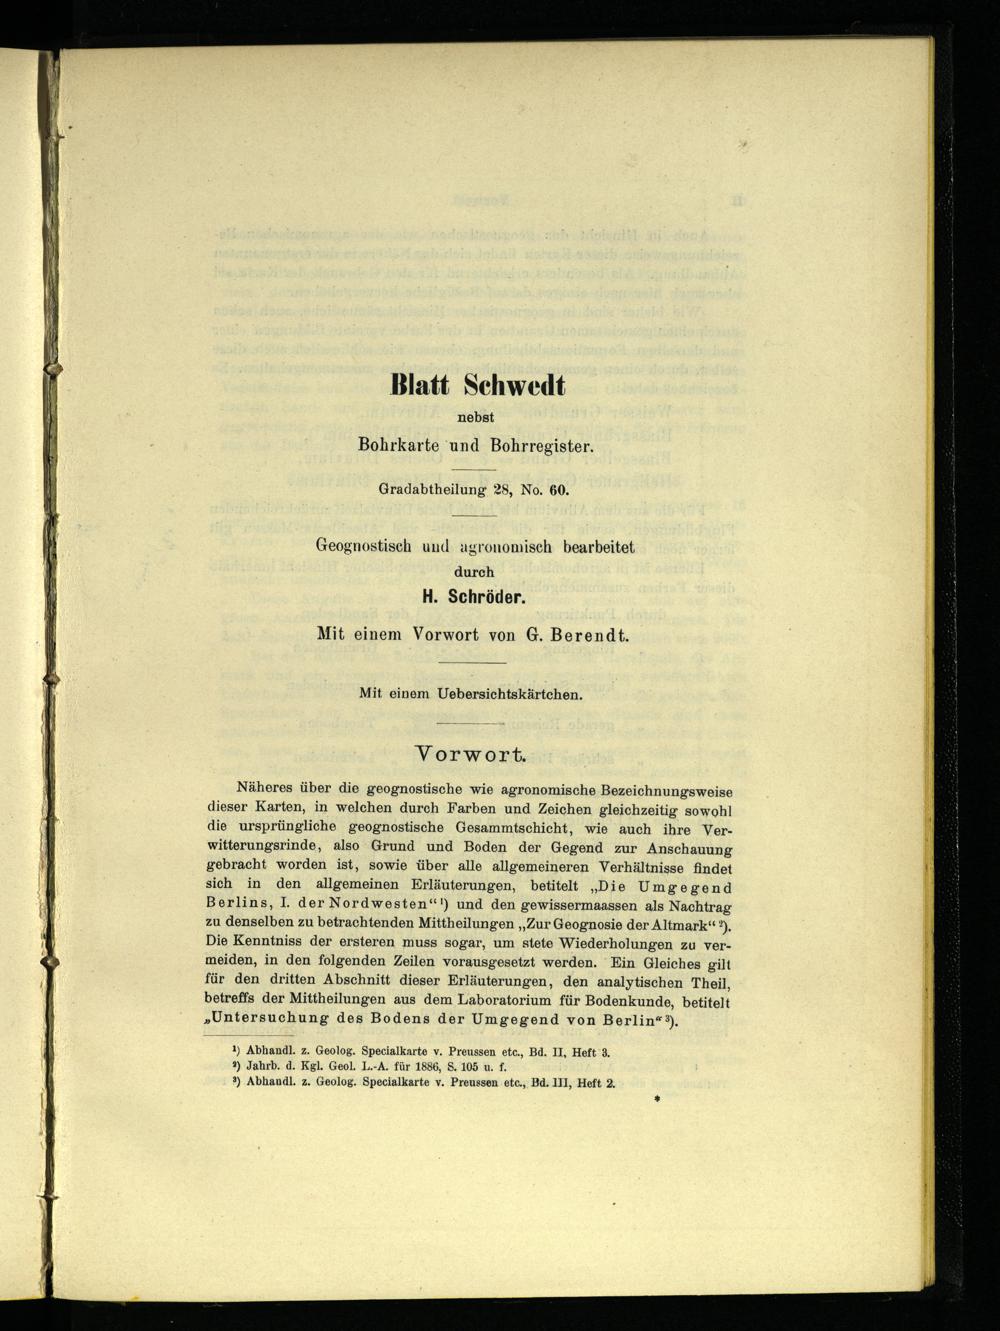 Blatt Schwedt
nebst
Bohrkarte und Bohrregister.
Gradabtheilung 28, No. 60.
Geognostisch und agronomisch bearbeitet
durch
H. Schröder.
Mit einem Vorwort von G. Berendt.
Mit einem Uebersichtskärtchen.
Vorwort.
Näheres über die geognostische wie agronomische Bezeichnungsweise
dieser Karten, in welchen durch Farben und Zeichen gleichzeitig sowohl
die ursprüngliche geognostische Gesammtschicht, wie auch ihre Ver-
witterungsrinde, also Grund und Boden der Gegend zur Anschauung
gebracht worden ist, sowie über alle allgemeineren Verhältnisse findet
sich in den allgemeinen Erläuterungen, betitelt „Die Umgegend
Berlins, I. der Nordwesten“ ¹) und den gewissermaassen als Nachtrag
zu denselben zu betrachtenden Mittheilungen „Zur Geognosie der Altmark“ ²).
Die Kenntniss der ersteren muss sogar, um stete Wiederholungen zu ver-
meiden, in den folgenden Zeilen vorausgesetzt werden. Ein Gleiches gilt
für den dritten Abschnitt dieser Erläuterungen, den analytischen Theil,
betreffs der Mittheilungen aus dem Laboratorium für Bodenkunde, betitelt
„Untersuchung des Bodens der Umgegend von Berlin“ ³).
¹) Abhandl. z. Geolog. Specialkarte v. Preussen etc., Bd. II, Heft 3.
²) Jahrb. d. Kgl. Geol. L.-A. für 1886, S. 105 u. f.
³) Abhandl. z. Geolog. Specialkarte v. Preussen etc., Bd. III, Heft 2.
*